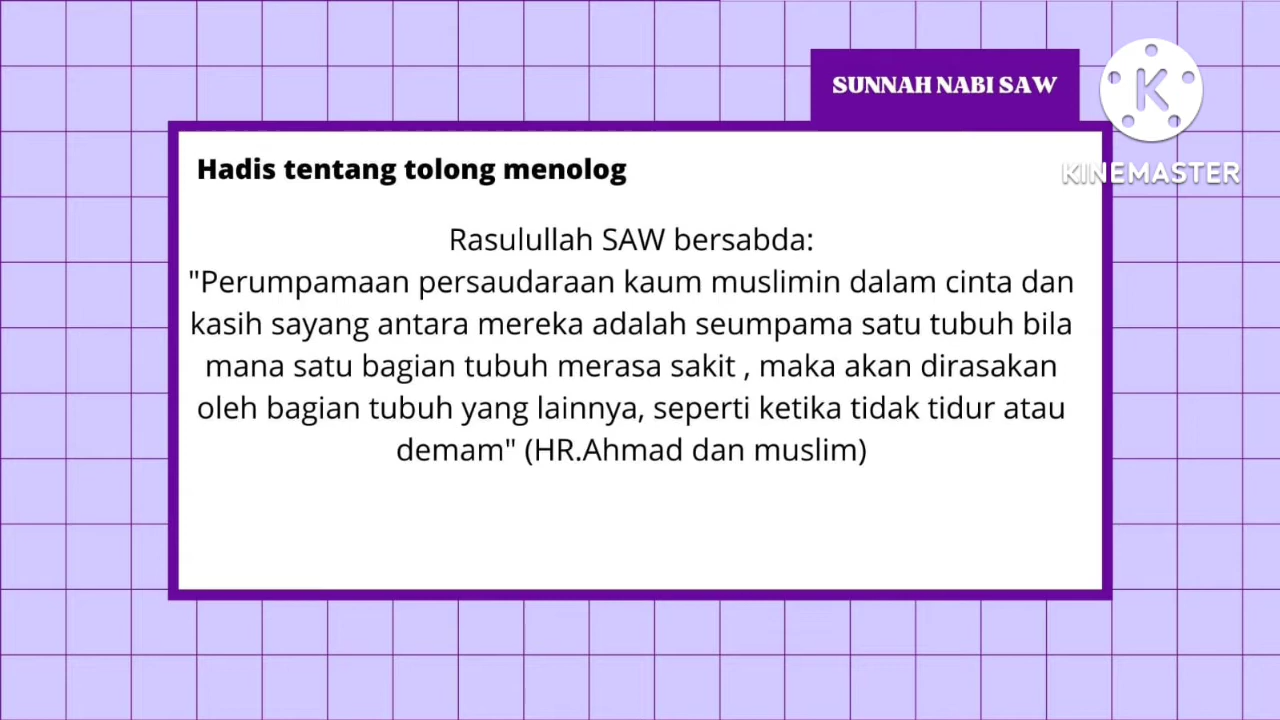 SUNNAH NABI SAW
K
KINEMASTER
Hadis tentang tolong menolog
Rasulullah SAW bersabda:
"Perumpamaan persaudaraan kaum muslimin dalam cinta dan
kasih sayang antara mereka adalah seumpama satu tubuh bila
mana satu bagian tubuh merasa sakit , maka akan dirasakan
oleh bagian tubuh yang lainnya, seperti ketika tidak tidur atau
demam" (HR.Ahmad dan muslim)